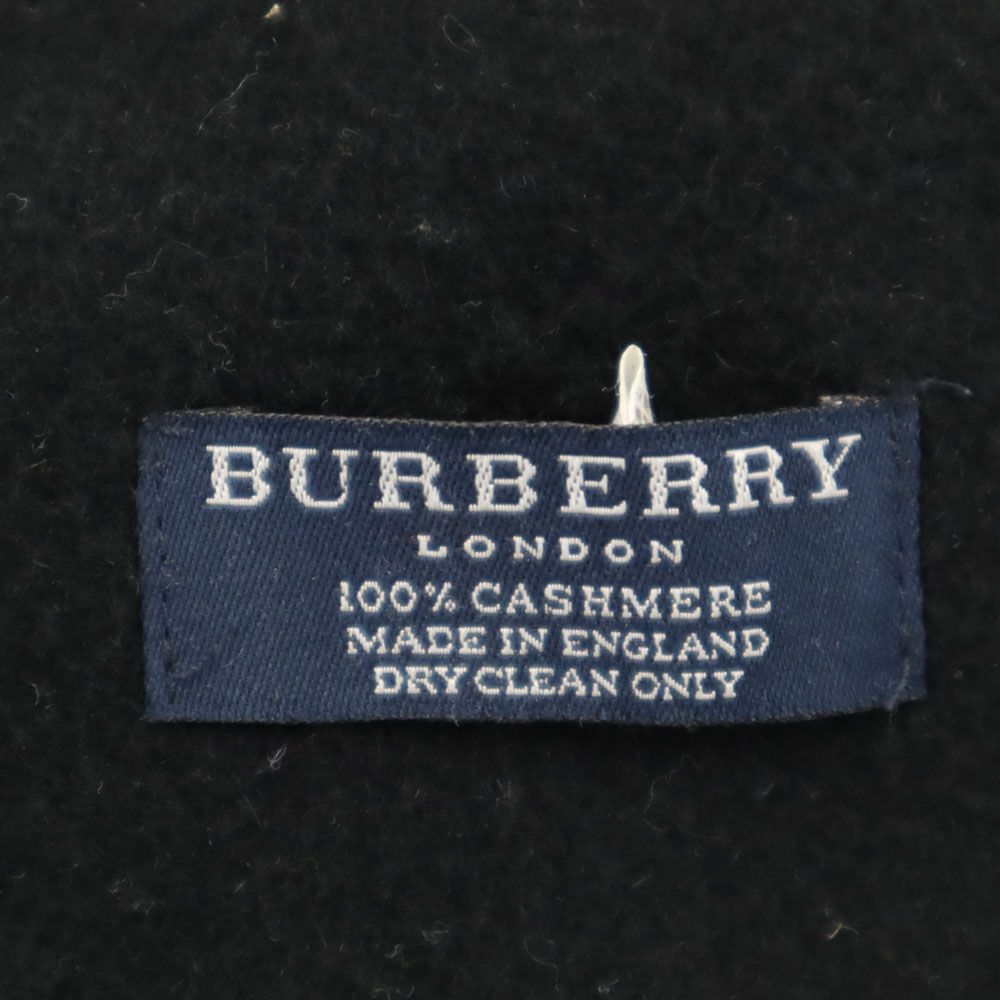 BURBERRY
LONDON
100% CASHMERE
MADE IN ENGLAND
DRY CLEAN ONLY